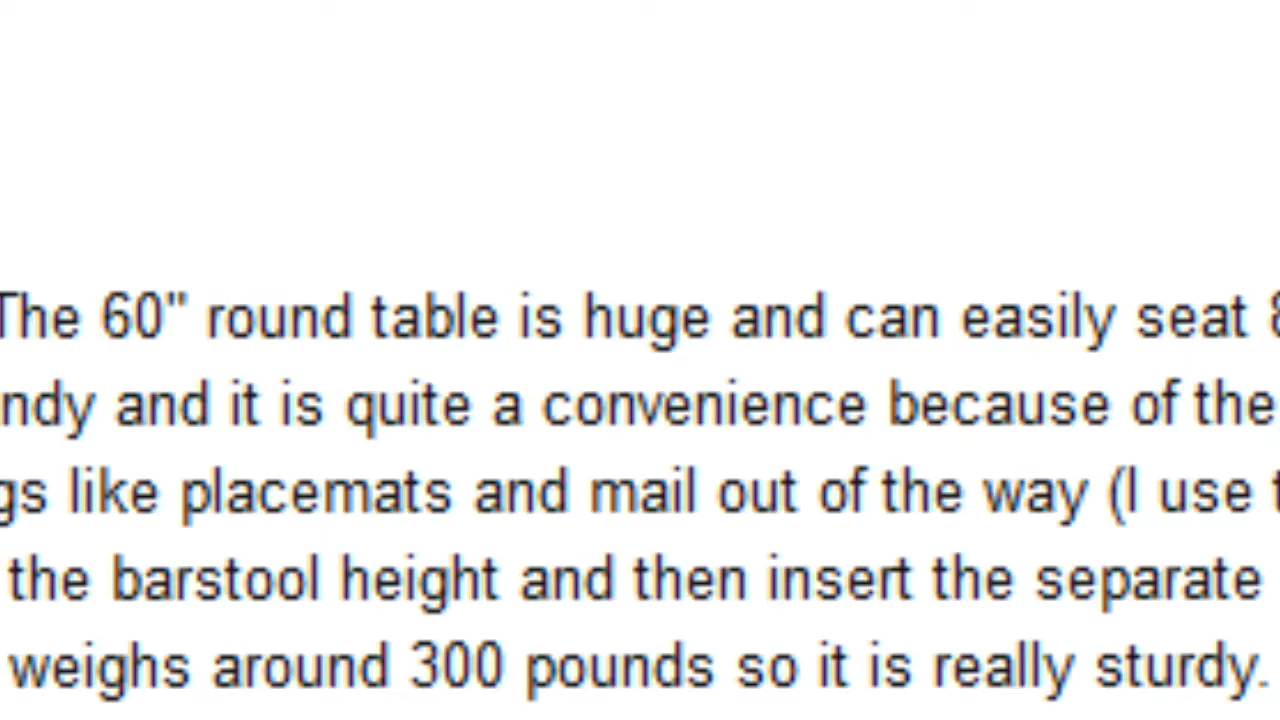 The 60" round table is huge and can easily seat
and it is quite a convenience because of the
like placemats and mail out of the way (I use
the barstool height and then insert the separate
weighs around 300 pounds so it is really sturdy.